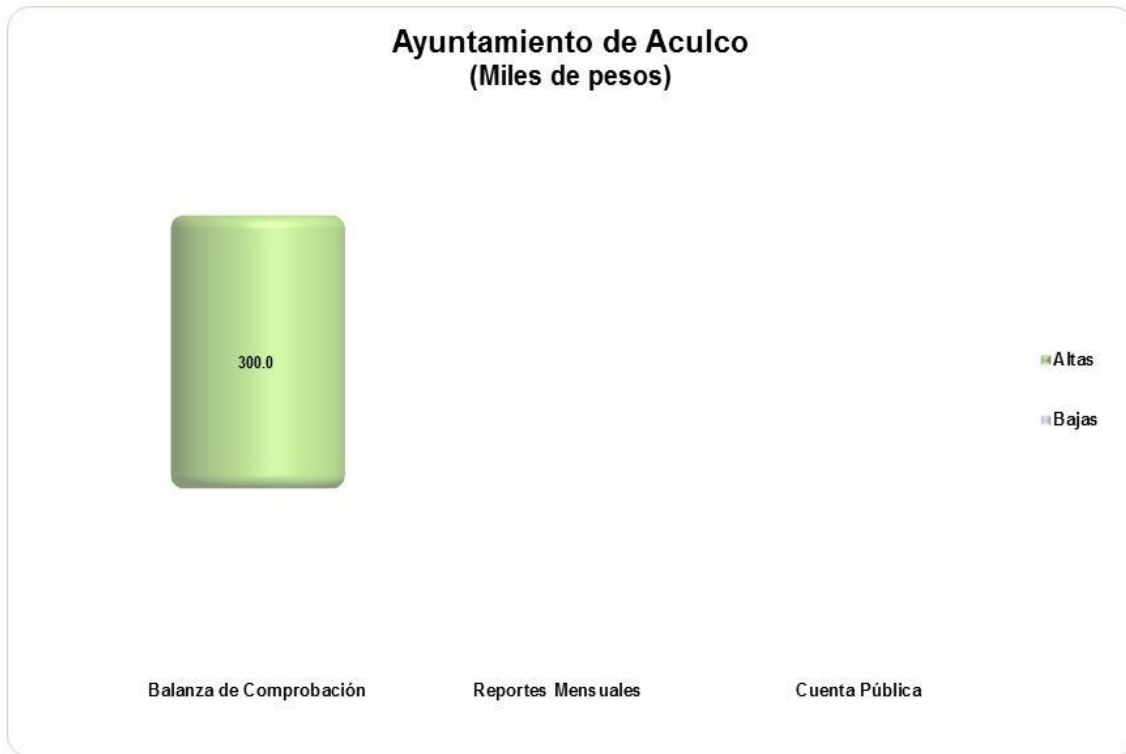 Ayuntamiento de Aculco
(Miles de pesos)
300.0
Altas
Bajas
Balanza de Comprobación
Reportes Mensuales
Cuenta Pública